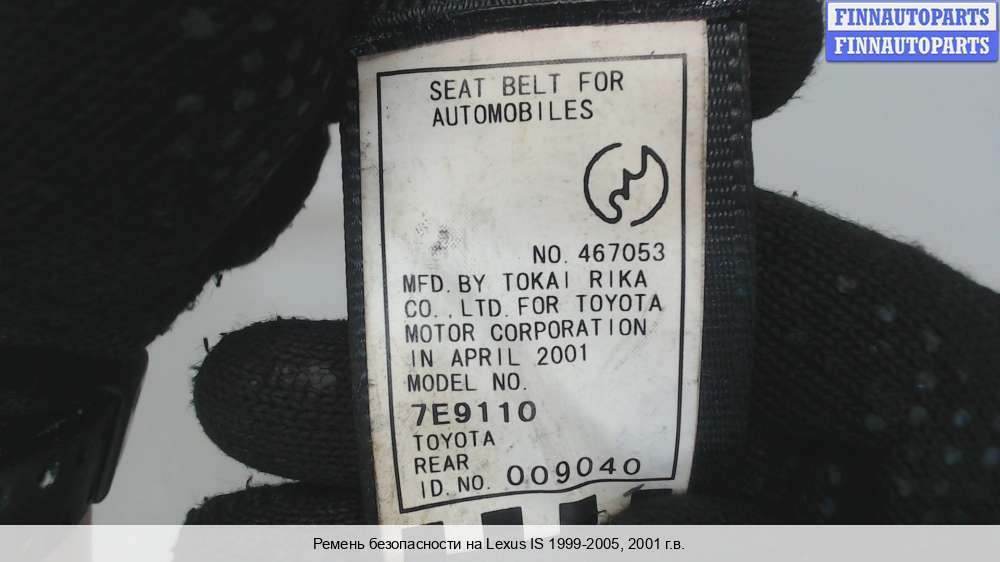 FINNAUTOPARTS
FINNAUTOPARTS
SEAT BELT FOR
AUTOMOBILES
NO. 467053
MFD. BY TOKAI RIKA
CO., LTD. FOR TOYOTA
MOTOR CORPORATION
IN APRIL 2001
MODEL NO.
7E9110
TOYOTA
REAR
ID. NO. 009040
Ремень безопасности на Lexus IS 1999-2005, 2001 г.в.